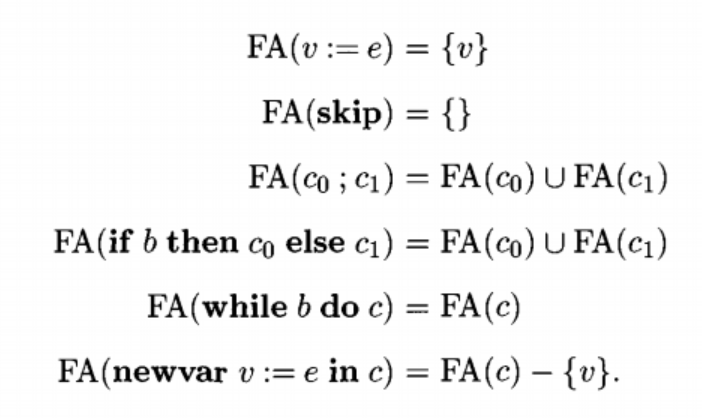 FA(v := e) = {v}
FA(skip) = {}
FA(c₀ ; c₁) = FA(c₀) ∪ FA(c₁)
FA(if b then c₀ else c₁) = FA(c₀) ∪ FA(c₁)
FA(while b do c) = FA(c)
FA(newvar v := e in c) = FA(c) − {v}.